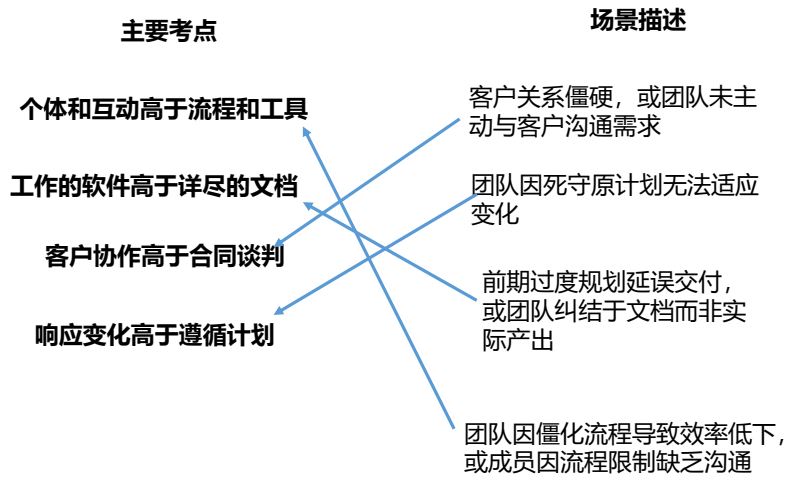 主要考点
场景描述
个体和互动高于流程和工具
工作的软件高于详尽的文档
客户协作高于合同谈判
响应变化高于遵循计划
客户关系僵硬，或团队未主
动与客户沟通需求
团队因死守原计划无法适应
变化
前期过度规划延误交付，
或团队纠结于文档而非实
际产出
团队因僵化流程导致效率低下，
或成员因流程限制缺乏沟通